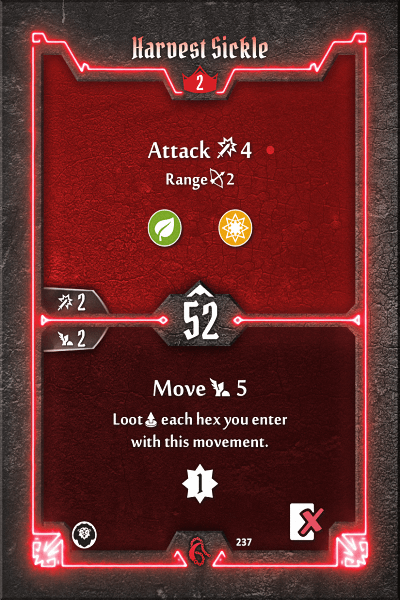 Harvest Sickle
2
Attack 4
Range 2
2
52
2
Move 5
Loot each hex you enter
with this movement.
1
237